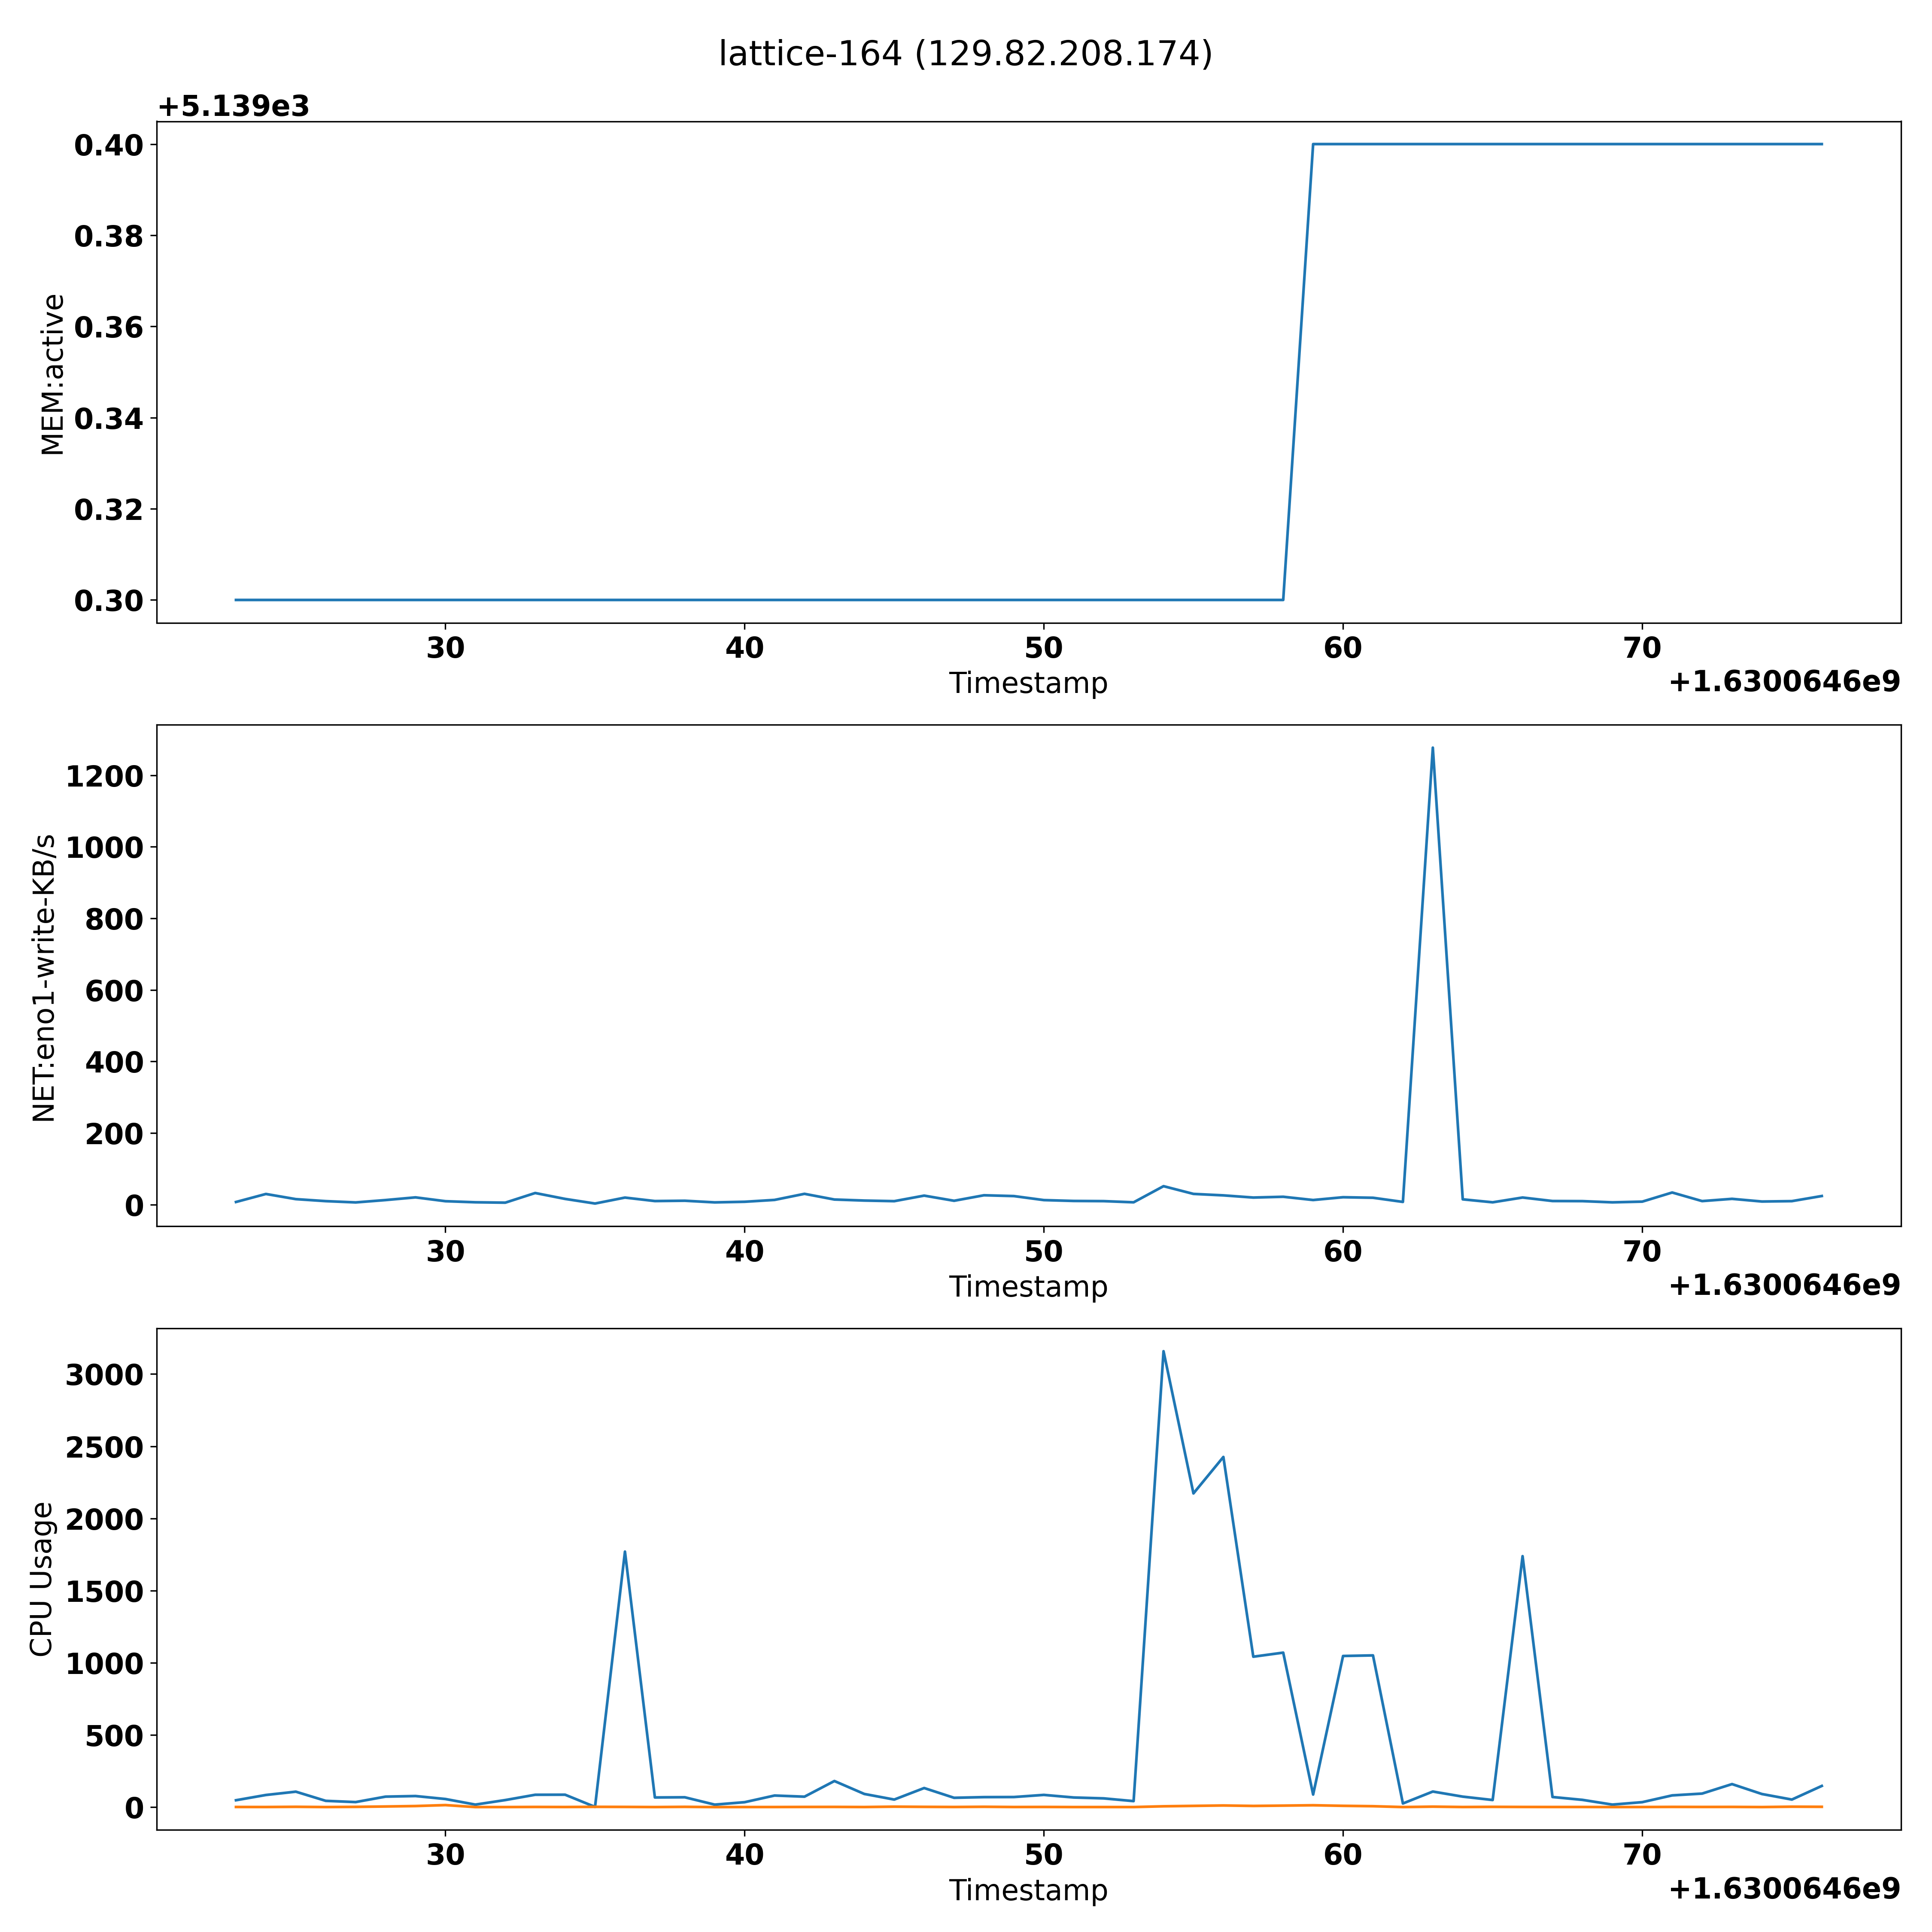 lattice-164 (129.82.208.174)
+5.139e3
0.40
0.38
0.36
0.34
0.32
0.30
MEM:active
30 40 50 60 70
Timestamp
+1.6300646e9
1200
1000
800
600
400
200
0
NET:eno1-write-KB/s
30 40 50 60 70
Timestamp
+1.6300646e9
3000
2500
2000
1500
1000
500
0
CPU Usage
30 40 50 60 70
Timestamp
+1.6300646e9